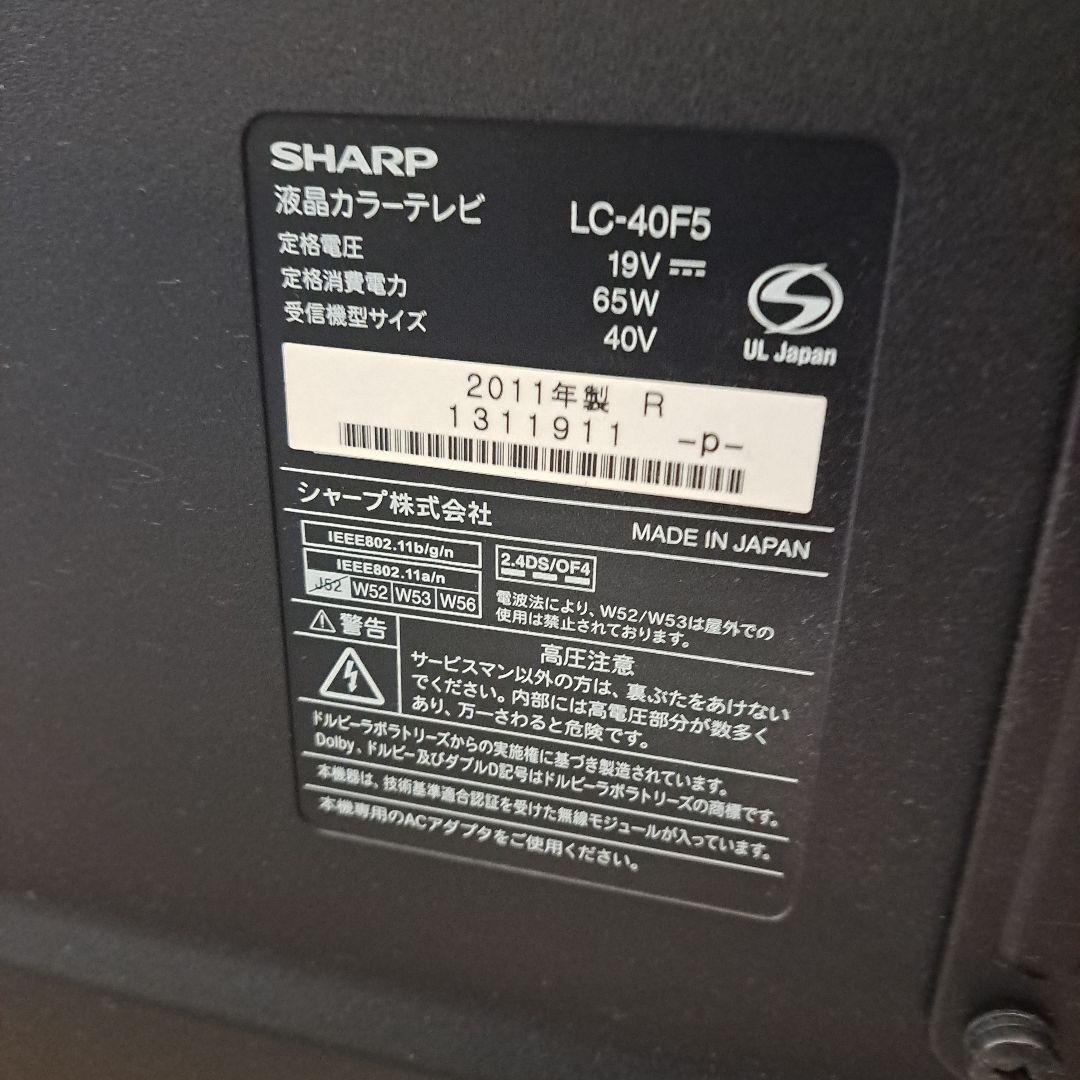 SHARP
液晶カラーテレビ LC-40F5
定格電圧 19V
定格消費電力 65W
受信機型サイズ 40V
UL Japan
2011年製 R
1311911 -p-
シャープ株式会社 MADE IN JAPAN
IEEE802.11b/g/n
IEEE802.11a/n
J52 W52 W53 W56
2.4DS/OF4
電波法により、W52/W53は屋外での
使用は禁止されております。
警告
高圧注意
サービスマン以外の方は、裏ぶたをあけない
でください。内部には高電圧部分が数多く
あり、万一さわると危険です。
ドルビーラボラトリーズからの実施権に基づき製造されています。
Dolby、ドルビー及びダブルD記号はドルビーラボラトリーズの商標です。
本機器は、技術基準適合認証を受けた無線モジュールが入っています。
本機専用のACアダプタをご使用ください。